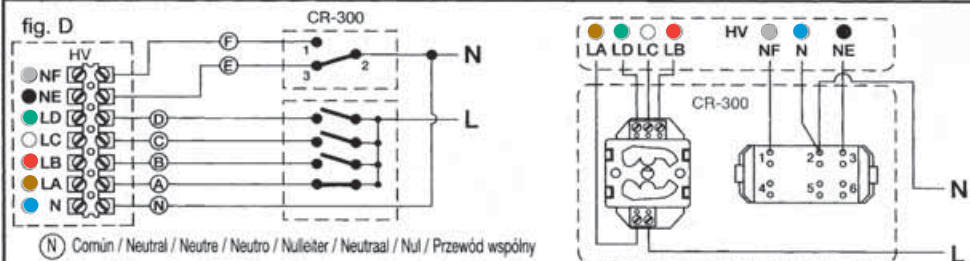 fig. D
HV
NF
NE
LD
LC
LB
LA
N
F
E
D
C
B
A
N
CR-300
1
3
2
N
L
N Común / Neutral / Neutre / Neutro / Nulleiter / Neutraal / Nul / Przewód wspólny
LA LD LC LB HV NF N NE
CR-300
1 2 3
4 5 6
N
L